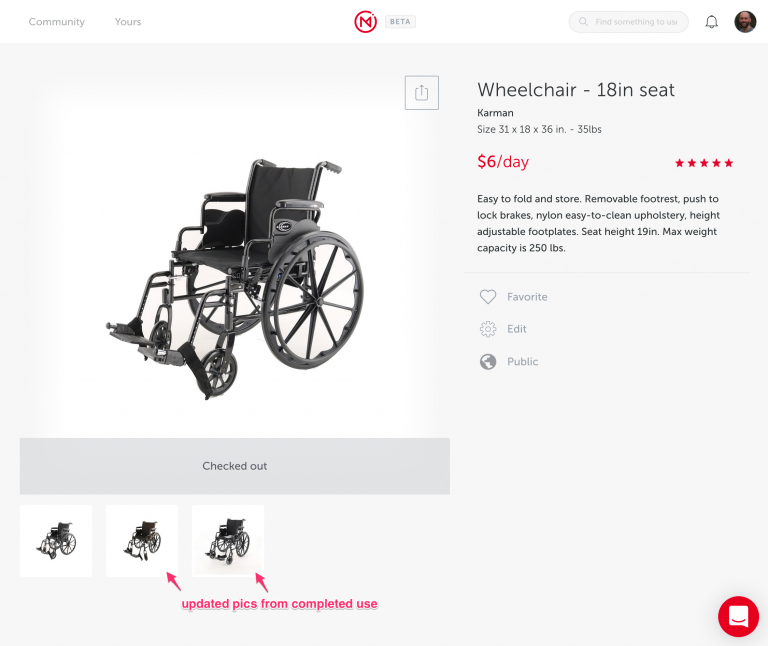 Community
Yours
BETA
Find something to use
Wheelchair - 18in seat
Karman
Size 31 x 18 x 36 in. - 35lbs
$6/day
Easy to fold and store. Removable footrest, push to
lock brakes, nylon easy-to-clean upholstery, height
adjustable footplates. Seat height 19in. Max weight
capacity is 250 lbs.
Favorite
Edit
Public
Checked out
updated pics from completed use